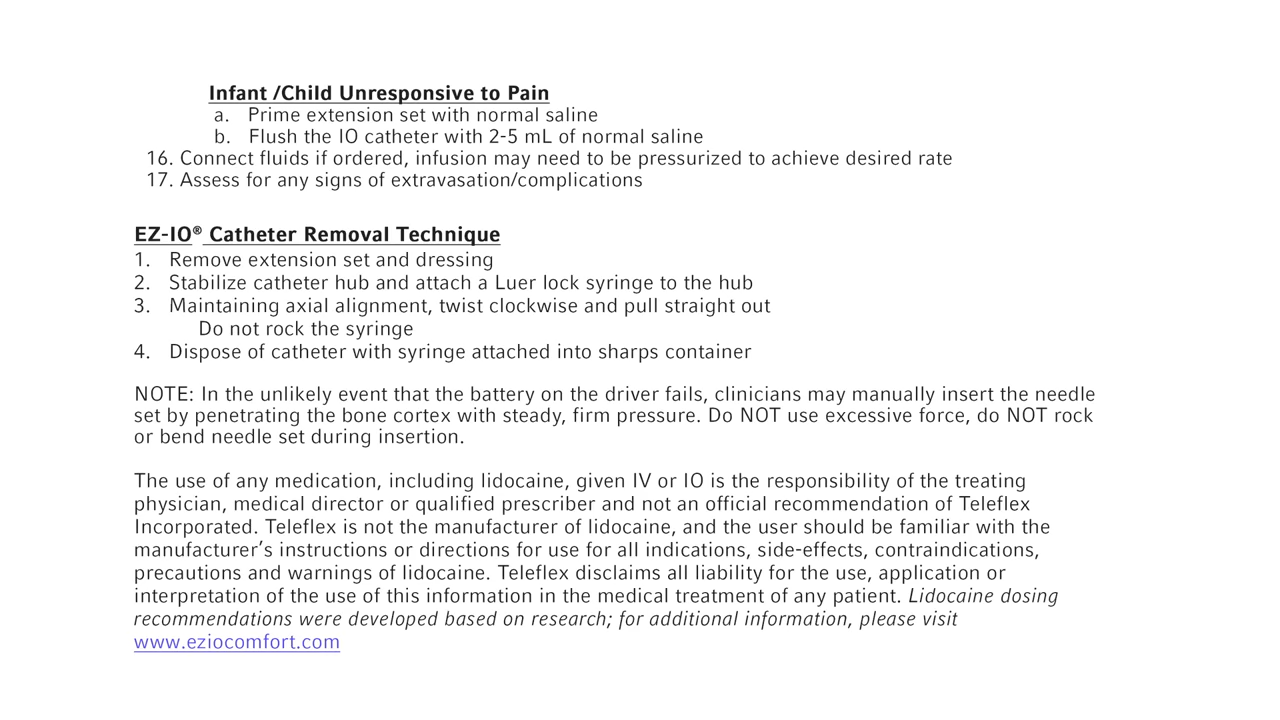 Infant /Child Unresponsive to Pain
a. Prime extension set with normal saline
b. Flush the IO catheter with 2-5 mL of normal saline
16. Connect fluids if ordered, infusion may need to be pressurized to achieve desired rate
17. Assess for any signs of extravasation/complications
EZ-IO® Catheter Removal Technique
1. Remove extension set and dressing
2. Stabilize catheter hub and attach a Luer lock syringe to the hub
3. Maintaining axial alignment, twist clockwise and pull straight out
Do not rock the syringe
4. Dispose of catheter with syringe attached into sharps container
NOTE: In the unlikely event that the battery on the driver fails, clinicians may manually insert the needle
set by penetrating the bone cortex with steady, firm pressure. Do NOT use excessive force, do NOT rock
or bend needle set during insertion.
The use of any medication, including lidocaine, given IV or IO is the responsibility of the treating
physician, medical director or qualified prescriber and not an official recommendation of Teleflex
Incorporated. Teleflex is not the manufacturer of lidocaine, and the user should be familiar with the
manufacturer's instructions or directions for use for all indications, side-effects, contraindications,
precautions and warnings of lidocaine. Teleflex disclaims all liability for the use, application or
interpretation of the use of this information in the medical treatment of any patient. Lidocaine dosing
recommendations were developed based on research; for additional information, please visit
www.eziocomfort.com